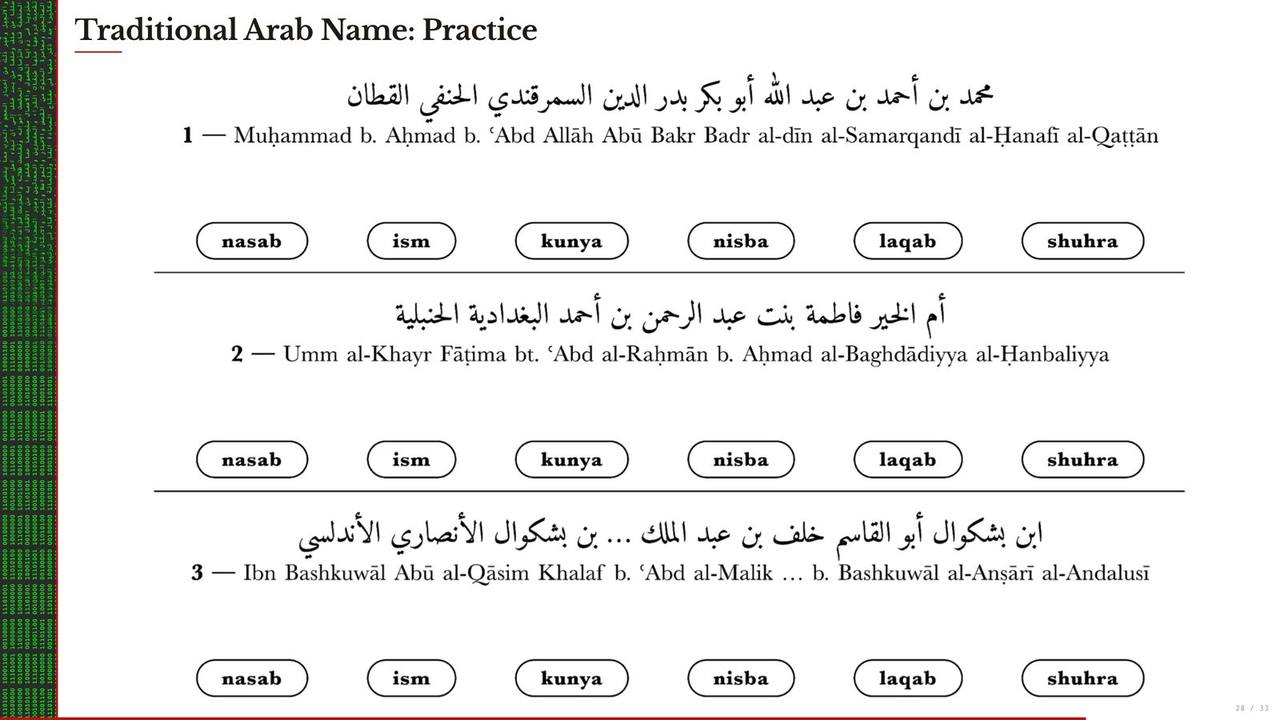 Traditional Arab Name: Practice
محمد بن أحمد بن عبد الله أبو بكر بدر الدين السمرقندي الحنفي القطان
1 — Muḥammad b. Aḥmad b. ʿAbd Allāh Abū Bakr Badr al-dīn al-Samarqandī al-Ḥanafī al-Qaṭṭān
nasab ism kunya nisba laqab shuhra
أم الخير فاطمة بنت عبد الرحمن بن أحمد البغدادية الحنبلية
2 — Umm al-Khayr Fāṭima bt. ʿAbd al-Raḥmān b. Aḥmad al-Baghdādiyya al-Ḥanbaliyya
nasab ism kunya nisba laqab shuhra
ابن بشكوال أبو القاسم خلف بن عبد الملك ... بن بشكوال الأنصاري الأندلسي
3 — Ibn Bashkuwāl Abū al-Qāsim Khalaf b. ʿAbd al-Malik ... b. Bashkuwāl al-Anṣārī al-Andalusī
nasab ism kunya nisba laqab shuhra
28 / 33